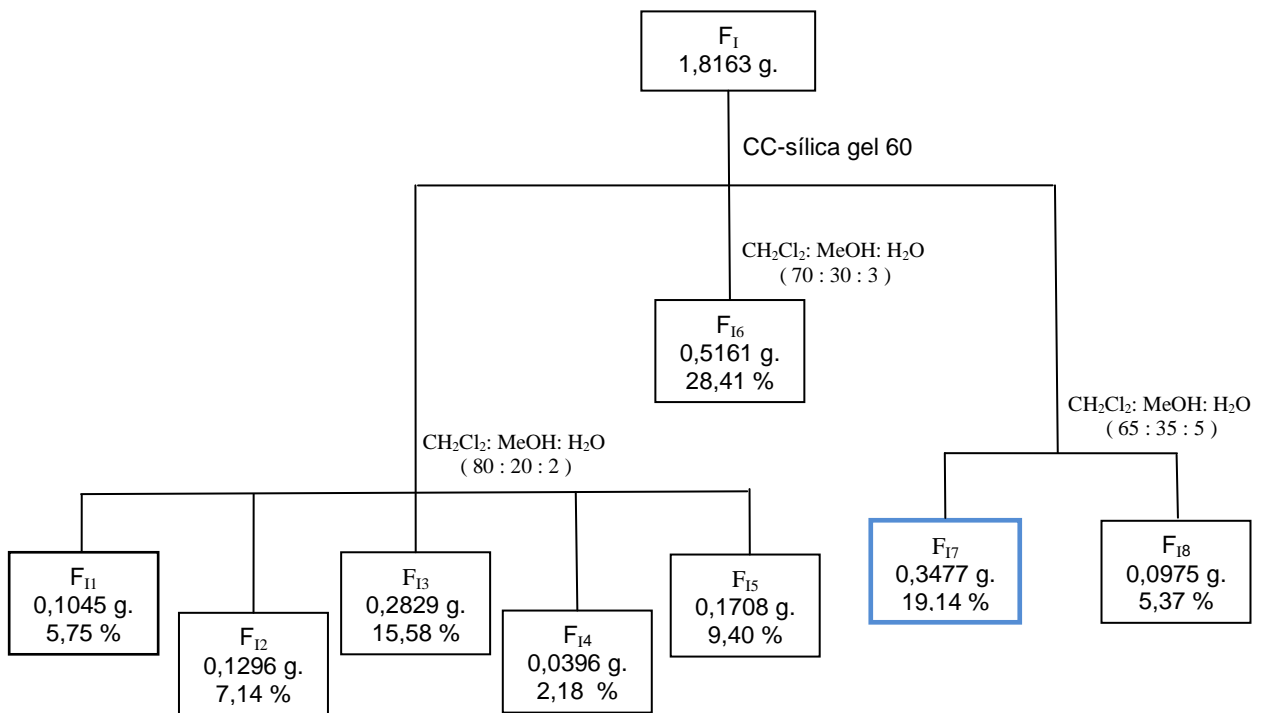 F_I
1,8163 g.
CC-sílica gel 60
CH₂Cl₂: MeOH: H₂O
( 70 : 30 : 3 )
F_I6
0,5161 g.
28,41 %
CH₂Cl₂: MeOH: H₂O
( 65 : 35 : 5 )
CH₂Cl₂: MeOH: H₂O
( 80 : 20 : 2 )
F_I1
0,1045 g.
5,75 %
F_I2
0,1296 g.
7,14 %
F_I3
0,2829 g.
15,58 %
F_I4
0,0396 g.
2,18 %
F_I5
0,1708 g.
9,40 %
F_I7
0,3477 g.
19.14 %
F_I8
0,0975 g.
5,37 %